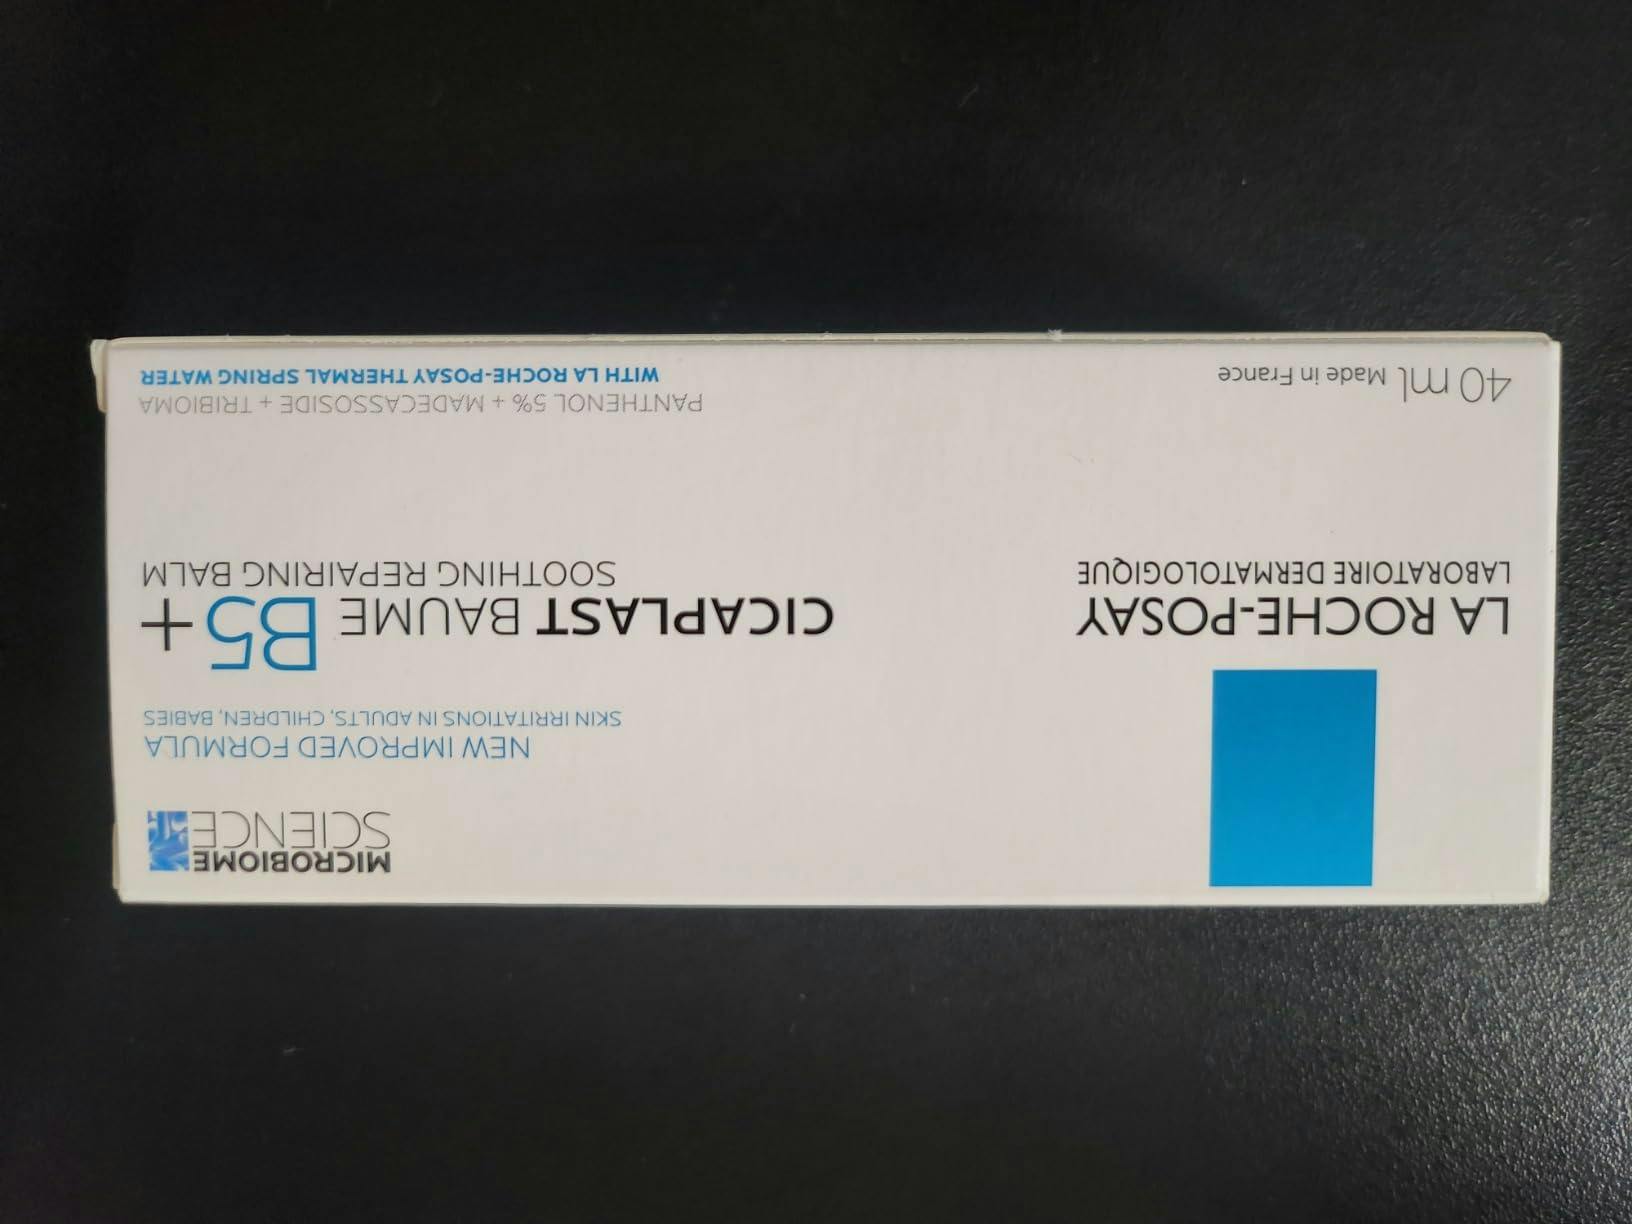 LA ROCHE-POSAY
LABORATOIRE DERMATOLOGIQUE
40 ml Made in France
MICROBIOME
SCIENCE
NEW IMPROVED FORMULA
SKIN IRRITATIONS IN ADULTS, CHILDREN, BABIES
CICAPLAST BAUME B5+
SOOTHING REPAIRING BALM
PANTHENOL 5% + MADECASSOSIDE + TRIBIOMA
WITH LA ROCHE-POSAY THERMAL SPRING WATER